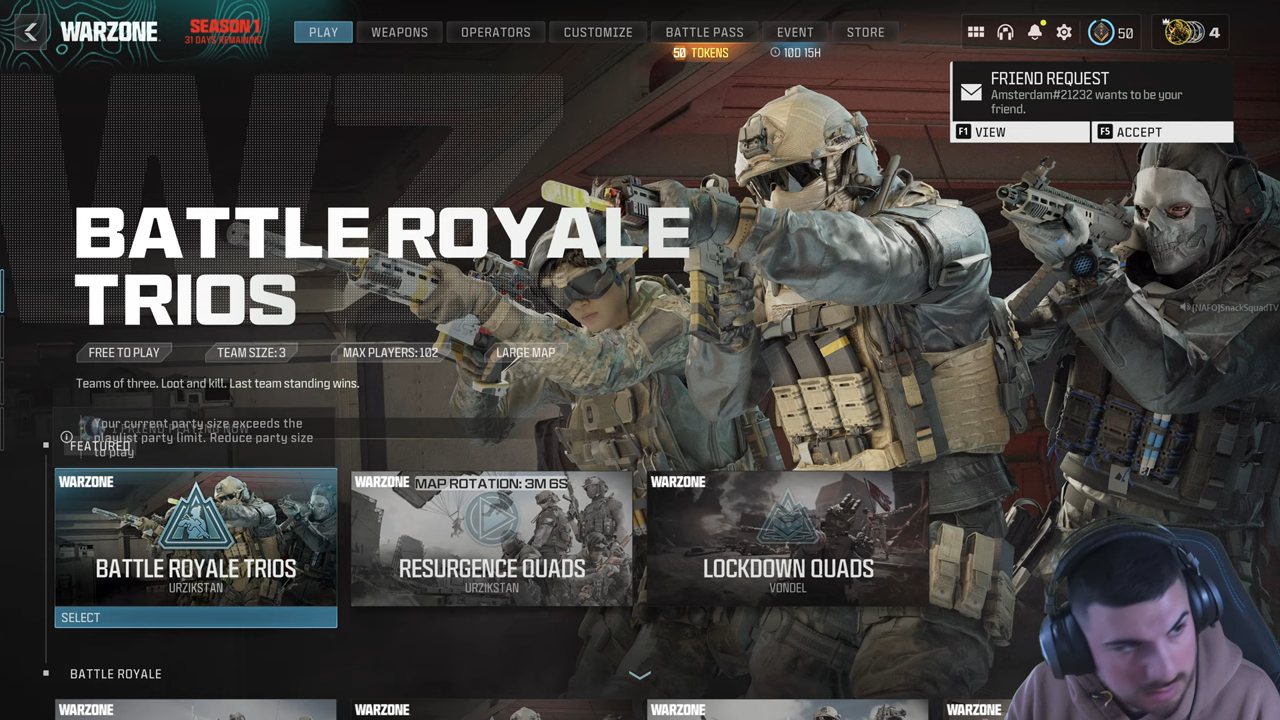 WARZONE
SEASON 1
31 DAYS REMAINING
PLAY
WEAPONS
OPERATORS
CUSTOMIZE
BATTLE PASS
EVENT
STORE
50 TOKENS
10D 15H
50
4
FRIEND REQUEST
Amsterdam#21232 wants to be your
friend.
F1 VIEW
F5 ACCEPT
WZ
BATTLE ROYALE
TRIOS
[NAFO]SnackSquadTV
FREE TO PLAY
TEAM SIZE: 3
MAX PLAYERS: 102
LARGE MAP
Teams of three. Loot and kill. Last team standing wins.
Your current party size exceeds the
playlist party limit. Reduce party size
to play
FEATURED
WARZONE
BATTLE ROYALE TRIOS
URZIKSTAN
SELECT
WARZONE
MAP ROTATION: 3M 6S
RESURGENCE QUADS
URZIKSTAN
WARZONE
LOCKDOWN QUADS
VONDEL
BATTLE ROYALE
WARZONE
WARZONE
WARZONE
WARZONE